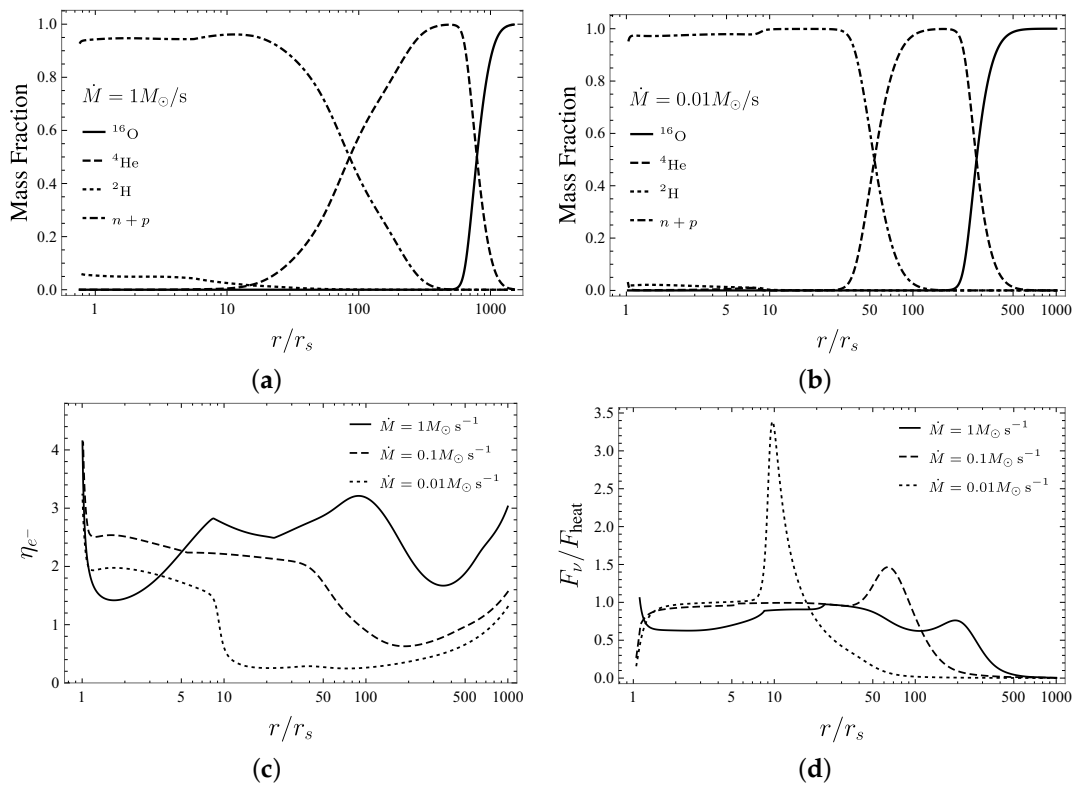 1.0
0.8
0.6
0.4
0.2
0.0
Mass Fraction
Ṁ = 1M⊙/s
¹⁶O
⁴He
²H
n + p
1 10 100 1000
r/rₛ
(a)
1.0
0.8
0.6
0.4
0.2
0.0
Mass Fraction
Ṁ = 0.01M⊙/s
¹⁶O
⁴He
²H
n + p
1 5 10 50 100 500 1000
r/rₛ
(b)
4
3
2
1
0
ηₑ-
Ṁ = 1M⊙ s⁻¹
Ṁ = 0.1M⊙ s⁻¹
Ṁ = 0.01M⊙ s⁻¹
1 5 10 50 100 500 1000
r/rₛ
(c)
3.5
3.0
2.5
2.0
1.5
1.0
0.5
0.0
Fν/Fheat
Ṁ = 1M⊙ s⁻¹
Ṁ = 0.1M⊙ s⁻¹
Ṁ = 0.01M⊙ s⁻¹
1 5 10 50 100 500 1000
r/rₛ
(d)